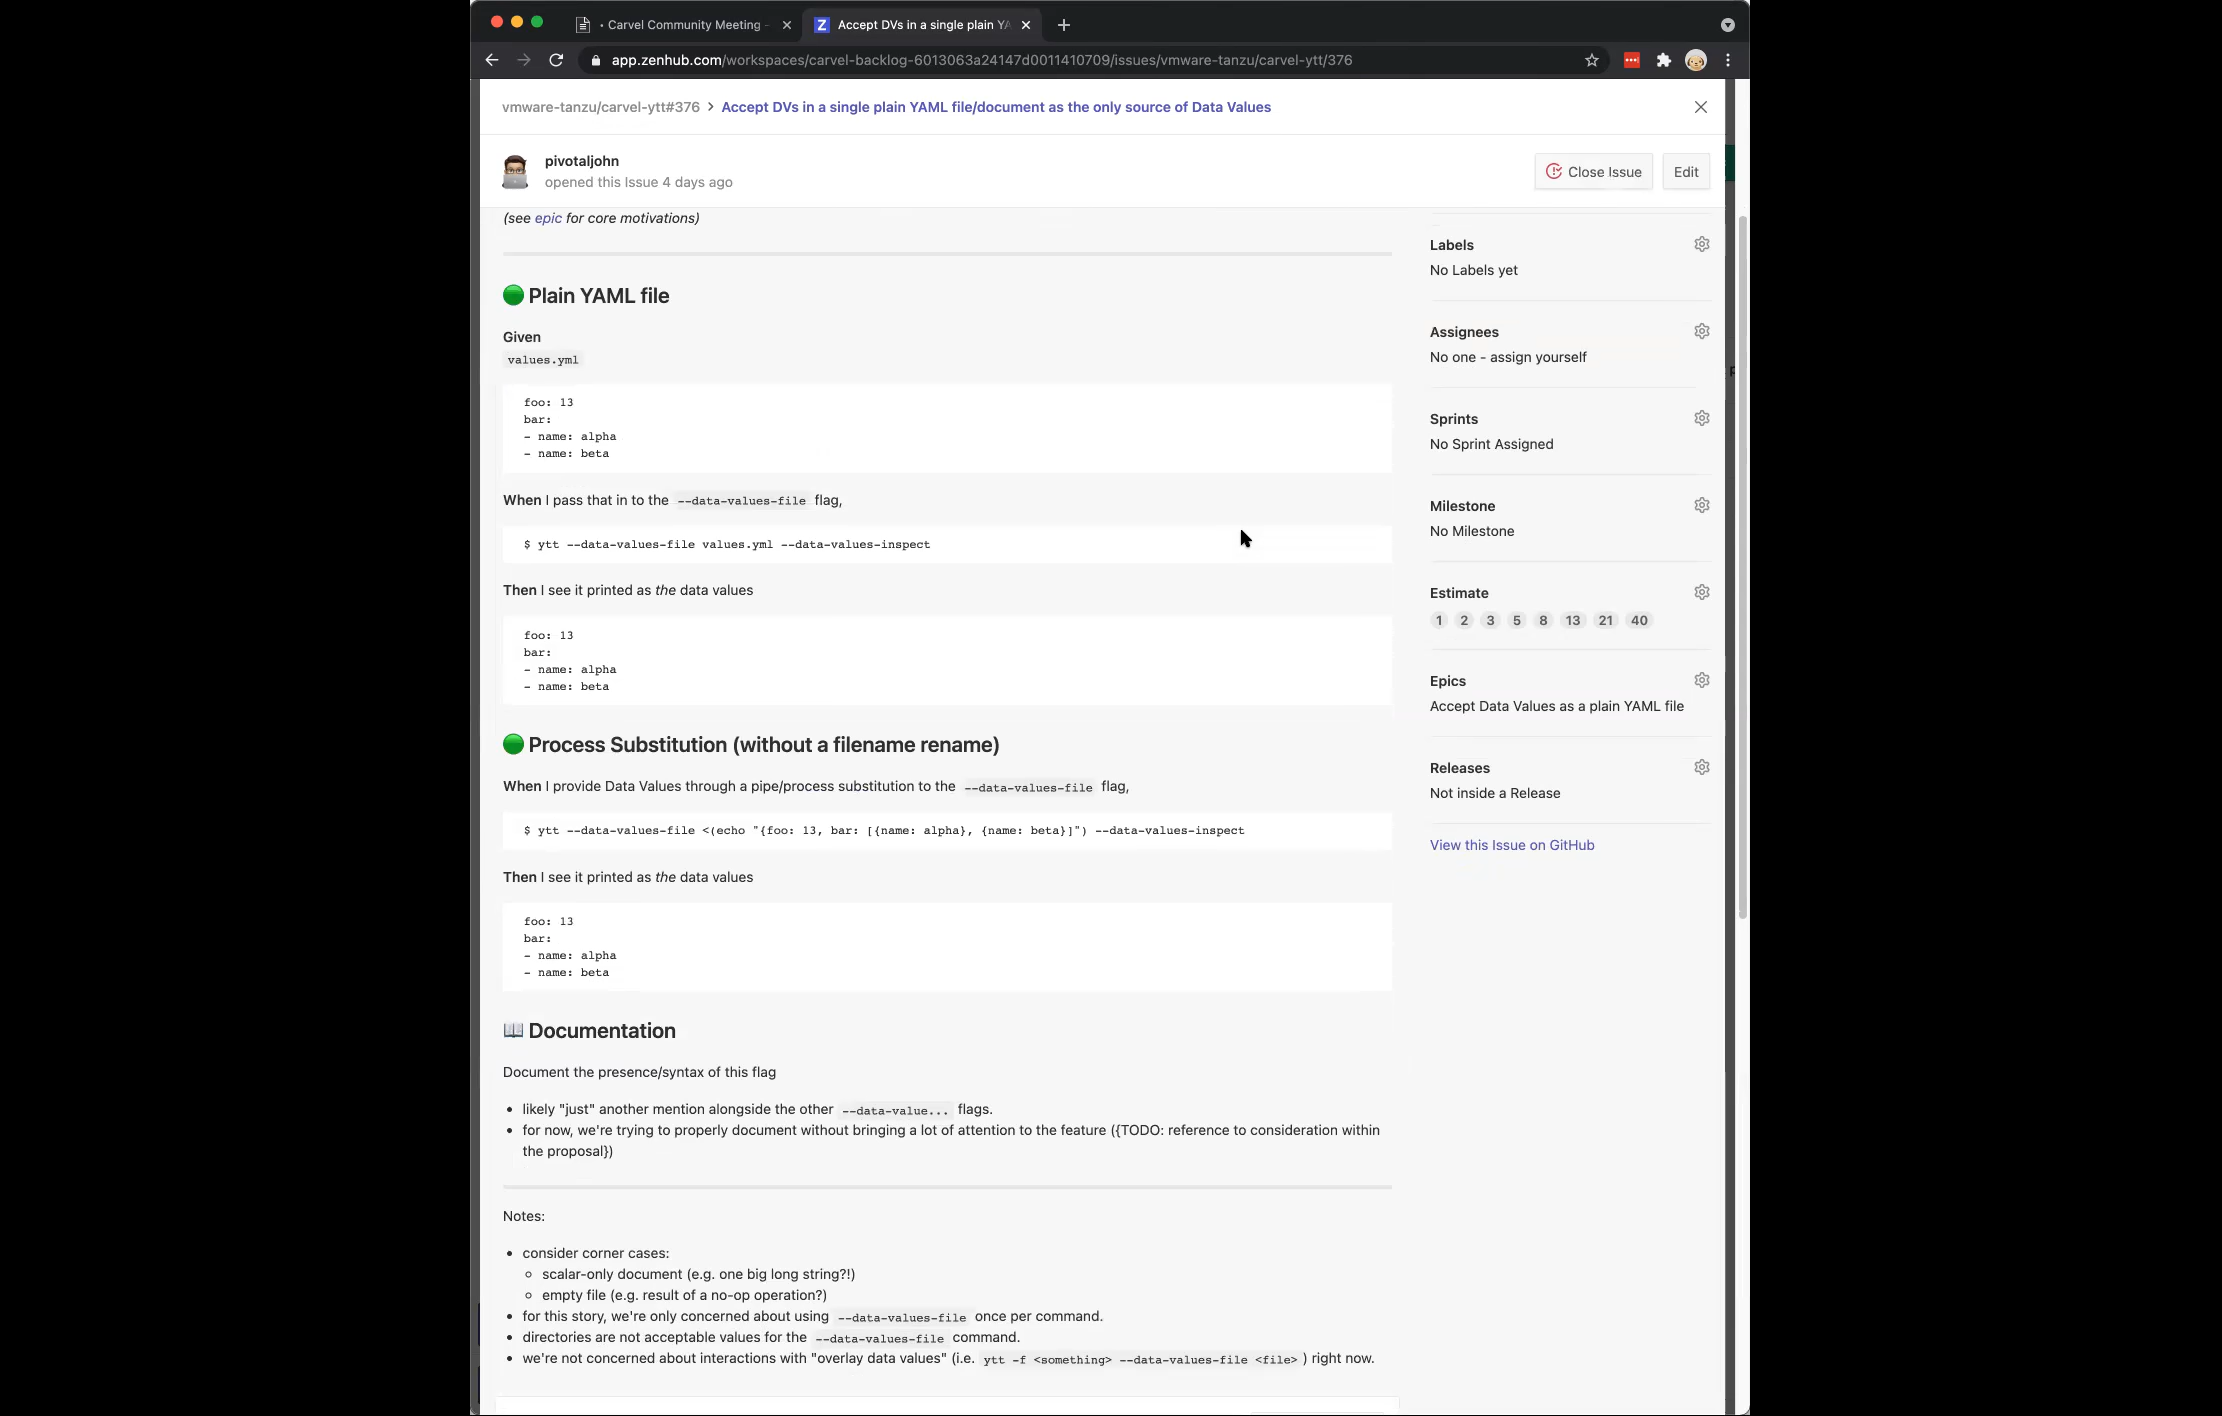 · Carvel Community Meeting -
Accept DVs in a single plain YA
app.zenhub.com/workspaces/carvel-backlog-6013063a24147d0011410709/issues/vmware-tanzu/carvel-ytt/376
vmware-tanzu/carvel-ytt#376 > Accept DVs in a single plain YAML file/document as the only source of Data Values
pivotaljohn
opened this Issue 4 days ago
Close Issue
Edit
(see epic for core motivations)
Plain YAML file
Given
values.yml
foo: 13
bar:
- name: alpha
- name: beta
When I pass that in to the --data-values-file flag,
$ ytt --data-values-file values.yml --data-values-inspect
Then I see it printed as the data values
foo: 13
bar:
- name: alpha
- name: beta
Process Substitution (without a filename rename)
When I provide Data Values through a pipe/process substitution to the --data-values-file flag,
$ ytt --data-values-file <(echo "{foo: 13, bar: [{name: alpha}, {name: beta}]") --data-values-inspect
Then I see it printed as the data values
foo: 13
bar:
- name: alpha
- name: beta
Documentation
Document the presence/syntax of this flag
• likely "just" another mention alongside the other --data-value... flags.
• for now, we're trying to properly document without bringing a lot of attention to the feature ({TODO: reference to consideration within
the proposal})
Notes:
• consider corner cases:
◦ scalar-only document (e.g. one big long string?!)
◦ empty file (e.g. result of a no-op operation?)
• for this story, we're only concerned about using --data-values-file once per command.
• directories are not acceptable values for the --data-values-file command.
• we're not concerned about interactions with "overlay data values" (i.e. ytt -f <something> --data-values-file <file> ) right now.
Labels
No Labels yet
Assignees
No one - assign yourself
Sprints
No Sprint Assigned
Milestone
No Milestone
Estimate
1 2 3 5 8 13 21 40
Epics
Accept Data Values as a plain YAML file
Releases
Not inside a Release
View this Issue on GitHub